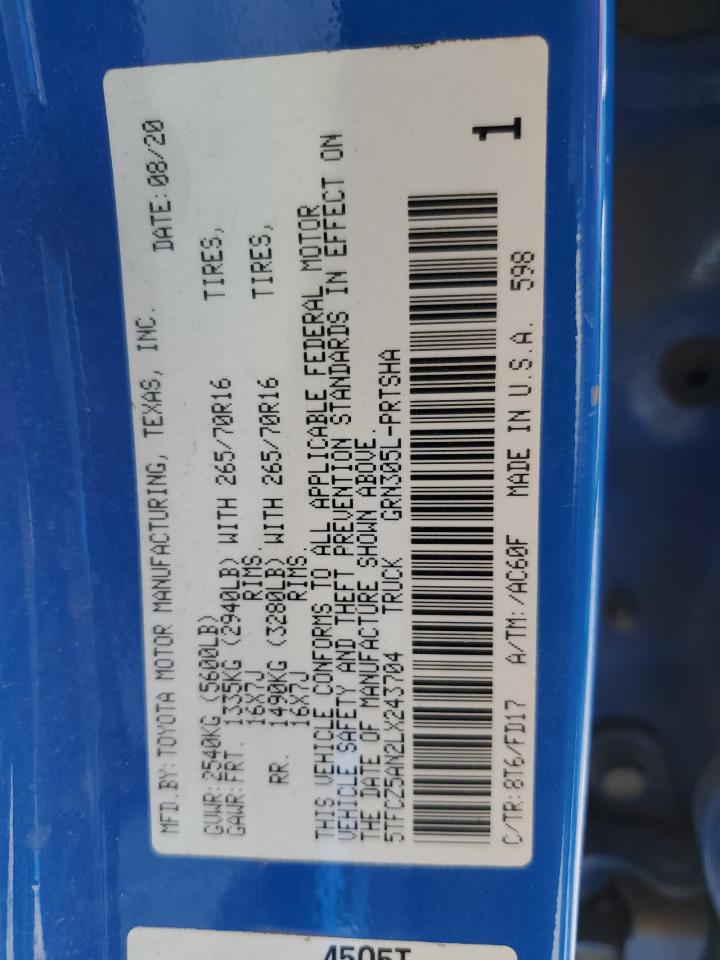 MFD.BY:TOYOTA MOTOR MANUFACTURING, TEXAS, INC. DATE:08/20
GVWR:2540KG (5600LB)
GAWR:FRT. 1335KG (2940LB) WITH 265/70R16 TIRES,
16X7J RIMS.
RR. 1490KG (3280LB) WITH 265/70R16 TIRES,
16X7J RIMS.
THIS VEHICLE CONFORMS TO ALL APPLICABLE FEDERAL MOTOR
VEHICLE SAFETY AND THEFT PREVENTION STANDARDS IN EFFECT ON
THE DATE OF MANUFACTURE SHOWN ABOVE.
5TFCZ5AN2LX243704 TRUCK GRN305L-PRTSHA
1
C/TR:8T6/FD17 A/TM:/AC60F MADE IN U.S.A. 598